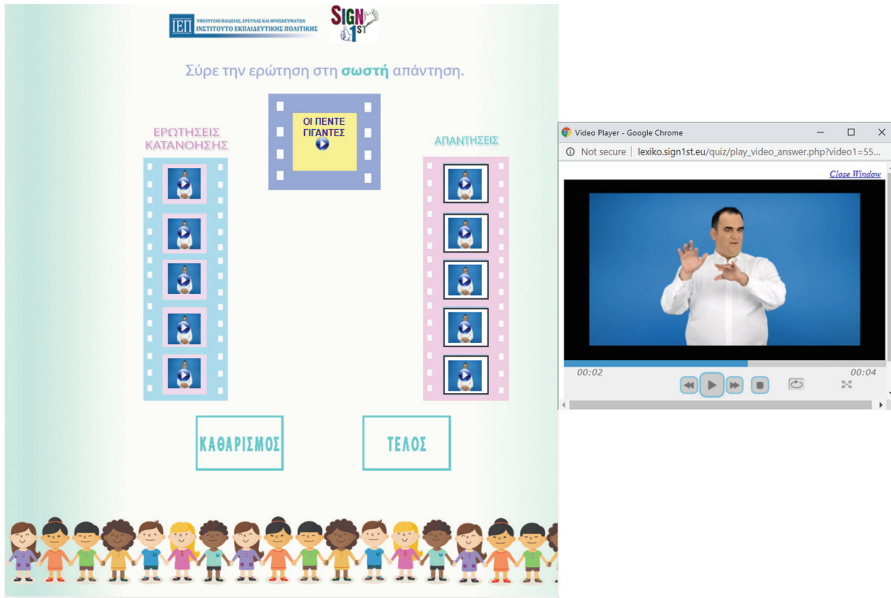 ΙΕΠ
ΥΠΟΥΡΓΕΙΟ ΠΑΙΔΕΙΑΣ, ΕΡΕΥΝΑΣ ΚΑΙ ΘΡΗΣΚΕΥΜΑΤΩΝ
ΙΝΣΤΙΤΟΥΤΟ ΕΚΠΑΙΔΕΥΤΙΚΗΣ ΠΟΛΙΤΙΚΗΣ
SIGN
1ST
Σύρε την ερώτηση στη σωστή απάντηση.
ΟΙ ΠΕΝΤΕ
ΓΙΓΑΝΤΕΣ
ΕΡΩΤΗΣΕΙΣ
ΚΑΤΑΝΟΗΣΗΣ
ΑΠΑΝΤΗΣΕΙΣ
ΚΑΘΑΡΙΣΜΟΣ
ΤΕΛΟΣ
Video Player - Google Chrome
Not secure | lexiko.sign1st.eu/quiz/play_video_answer.php?video1=55...
Close Window
00:02
00:04